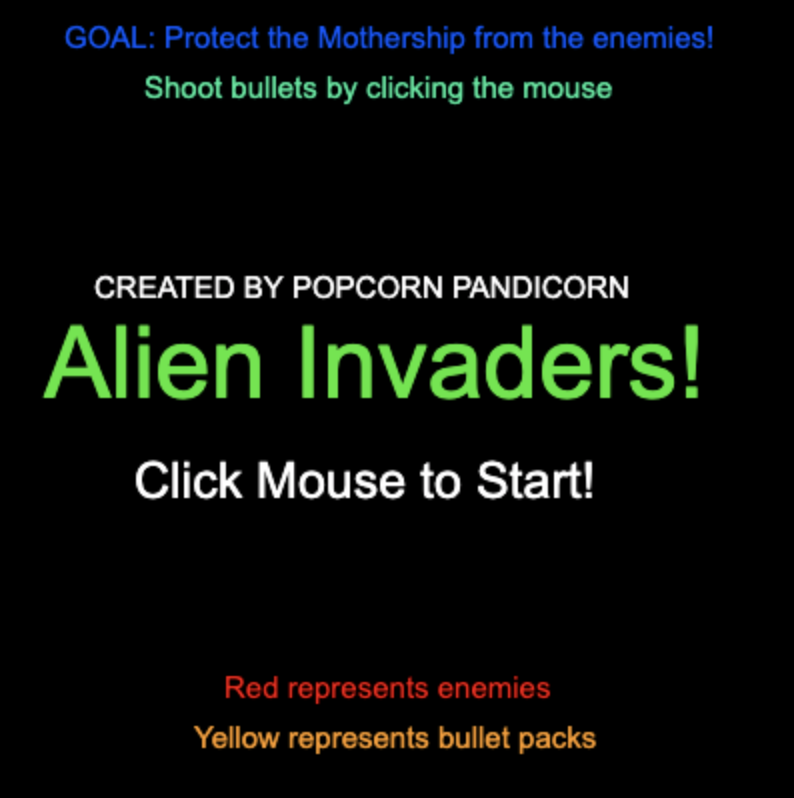 GOAL: Protect the Mothership from the enemies!
Shoot bullets by clicking the mouse
CREATED BY POPCORN PANDICORN
Alien Invaders!
Click Mouse to Start!
Red represents enemies
Yellow represents bullet packs